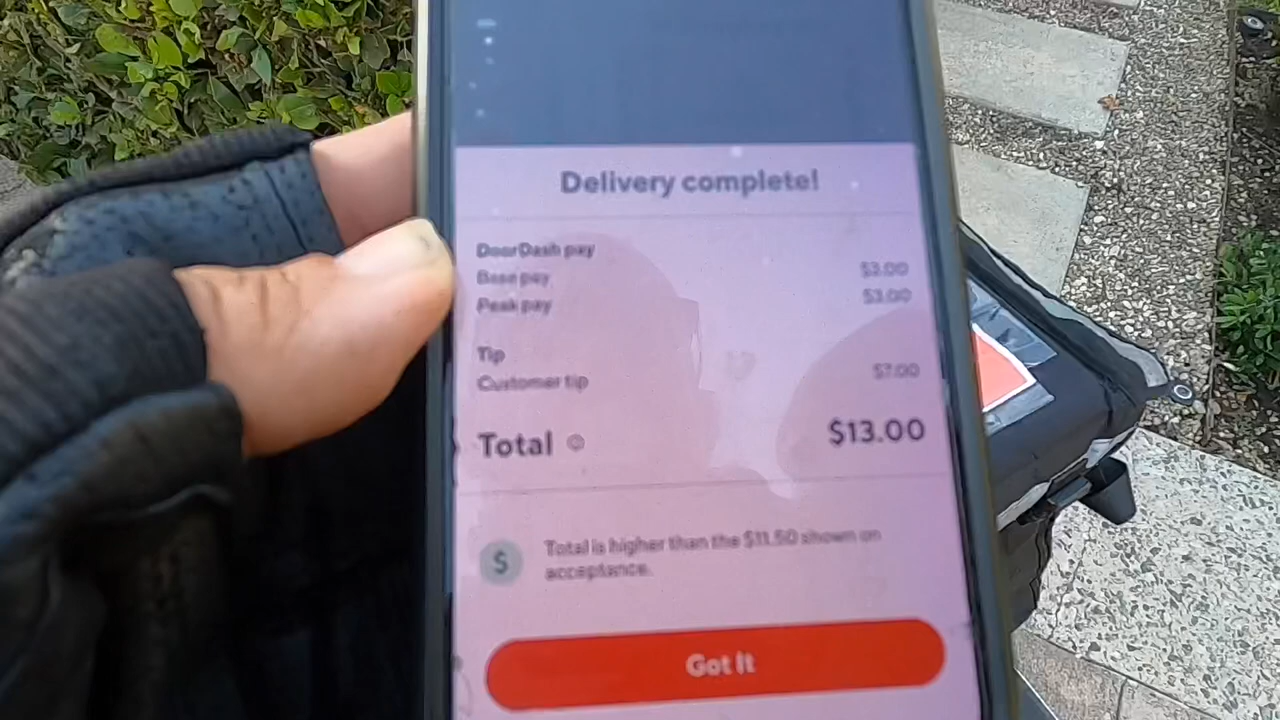 Delivery complete!
DoorDash pay
Base pay $3.00
Peak pay $3.00
Tip
Customer tip $7.00
Total $13.00
$ Total is higher than the $11.50 shown on
acceptance.
Got It